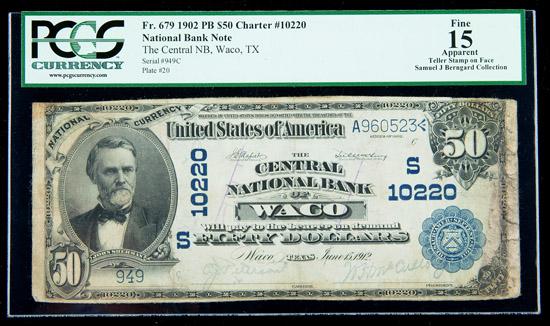 PCGS
CURRENCY
www.pcgscurrency.com
Fr. 679 1902 PB $50 Charter #10220
National Bank Note
The Central NB, Waco, TX
Serial #949C
Plate #20
Fine
15
Apparent
Teller Stamp on Face
Samuel J Berngard Collection
10220 10220
NATIONAL CURRENCY
United States of America
A960523
50
THE
CENTRAL
NATIONAL BANK
OF
WACO
10220
S
S
10220
Will pay to the bearer on demand
FIFTY DOLLARS
Waco, TEXAS June 15, 1912
JOHN SHERMAN
50
949